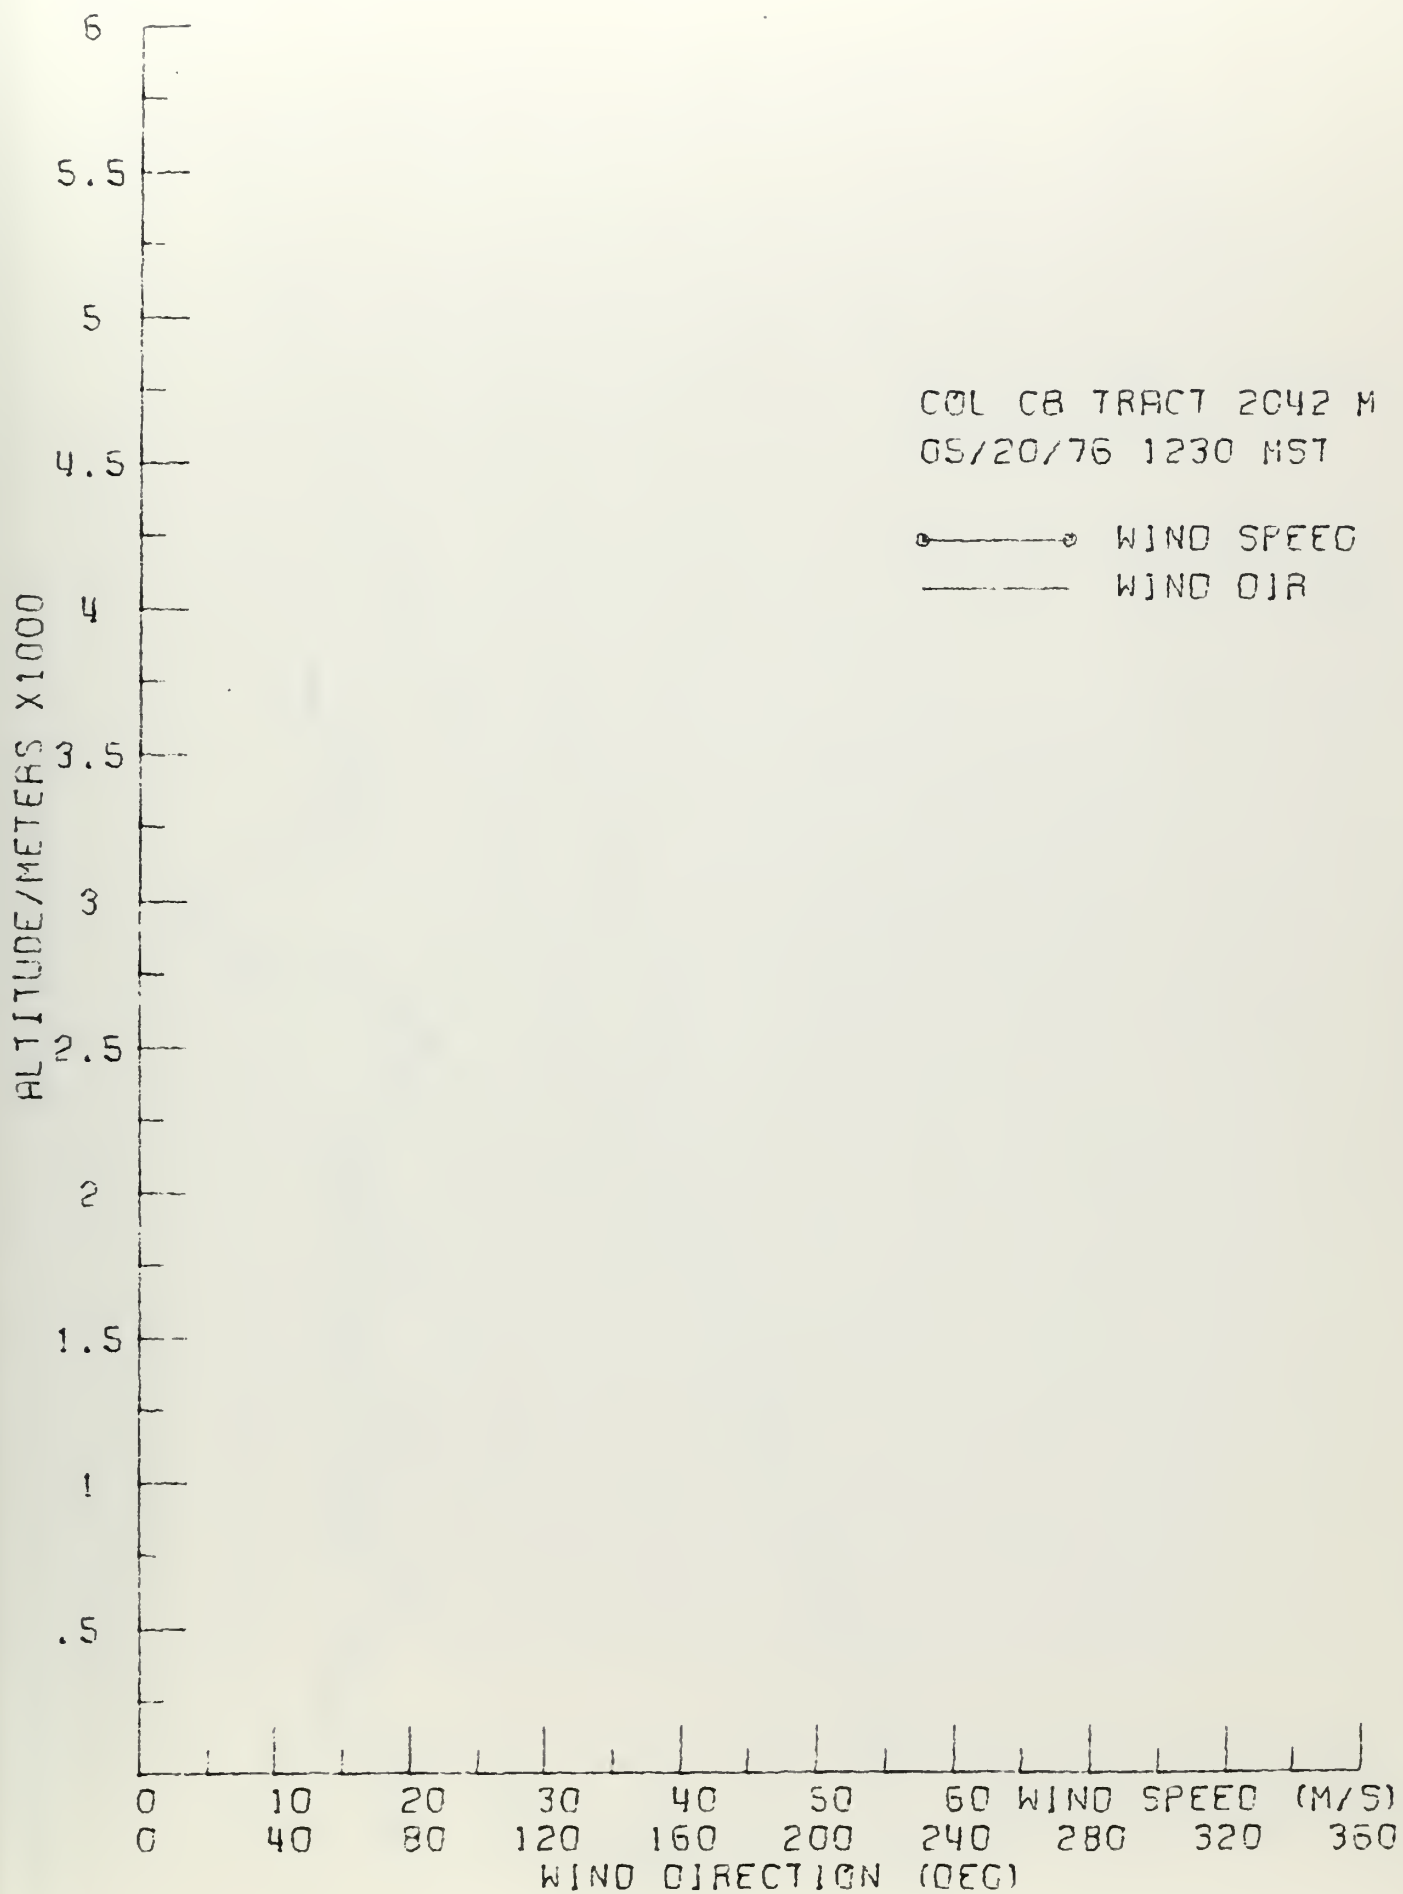 6
5.5
5
COL CB TRACT 2042 M
05/20/76 1230 MST
4.5
WIND SPEED
WIND DIR
4
ALTITUDE/METERS X1000
3.5
3
2.5
2
1.5
1
.5
0 10 20 30 40 50 60 WIND SPEED (M/S)
0 40 80 120 160 200 240 280 320 360
WIND DIRECTION (DEG)